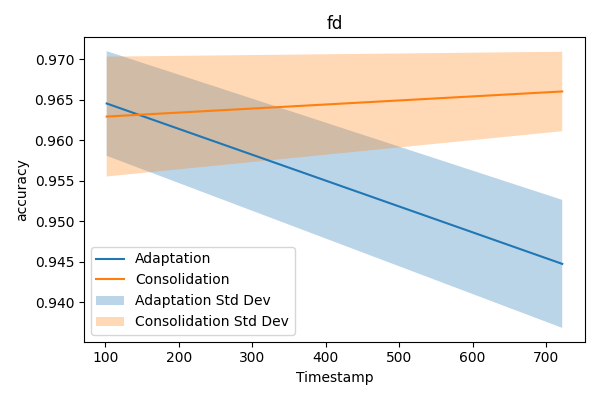 fd
accuracy
0.970
0.965
0.960
0.955
0.950
0.945
0.940
Adaptation
Consolidation
Adaptation Std Dev
Consolidation Std Dev
100
200
300
400
500
600
700
Timestamp